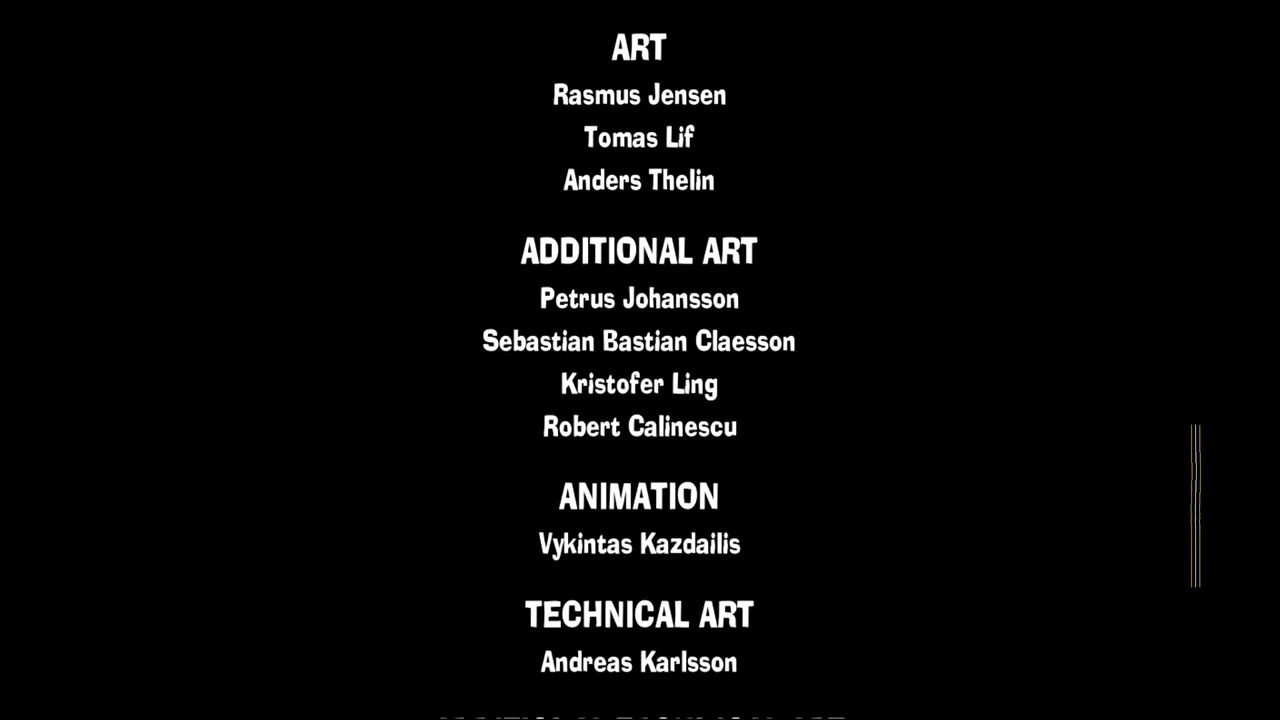 ART
Rasmus Jensen
Tomas Lif
Anders Thelin
ADDITIONAL ART
Petrus Johansson
Sebastian Bastian Claesson
Kristofer Ling
Robert Calinescu
ANIMATION
Vykintas Kazdailis
TECHNICAL ART
Andreas Karlsson